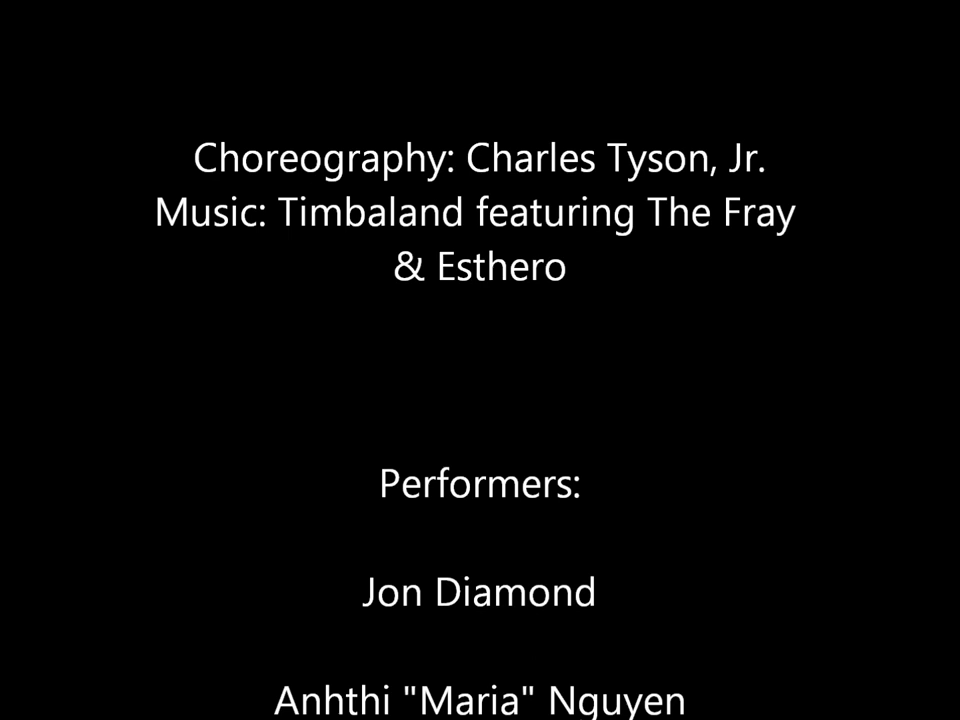 Choreography: Charles Tyson, Jr.
Music: Timbaland featuring The Fray
& Esthero
Performers:
Jon Diamond
Anhthi "Maria" Nguyen